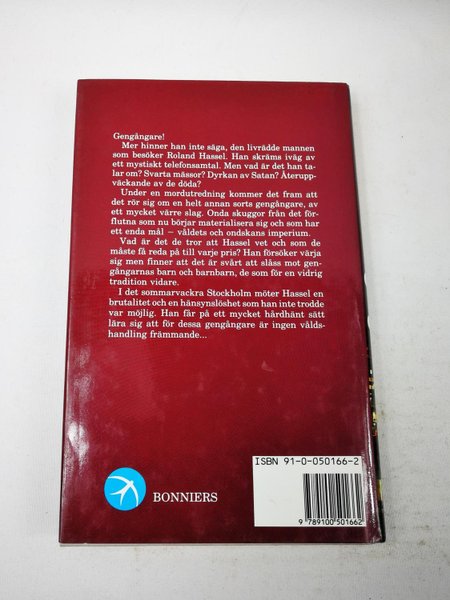 Gengångare!
Mer hinner han inte säga, den livrädde mannen
som besöker Roland Hassel. Han skräms iväg av
ett mystiskt telefonsamtal. Men vad är det han ta-
lar om? Svarta mässor? Dyrkan av Satan? Återupp-
väckande av de döda?
Under en mordutredning kommer det fram att
det rör sig om en helt annan sorts gengångare, av
ett mycket värre slag. Onda skuggor från det för-
flutna som nu börjar materialisera sig och som har
ett enda mål – våldets och ondskans imperium.
Vad är det de tror att Hassel vet och som de
måste få reda på till varje pris? Han försöker värja
sig men finner att det är svårt att slåss mot gen-
gångarnas barn och barnbarn, de som för en vidrig
tradition vidare.
I det sommarvackra Stockholm möter Hassel en
brutalitet och en hänsynslöshet som han inte trodde
var möjlig. Han får på ett mycket hårdhänt sätt
lära sig att för dessa gengångare är ingen vålds-
handling främmande...
ISBN 91-0-050166-2
BONNIERS
9 789100 501662